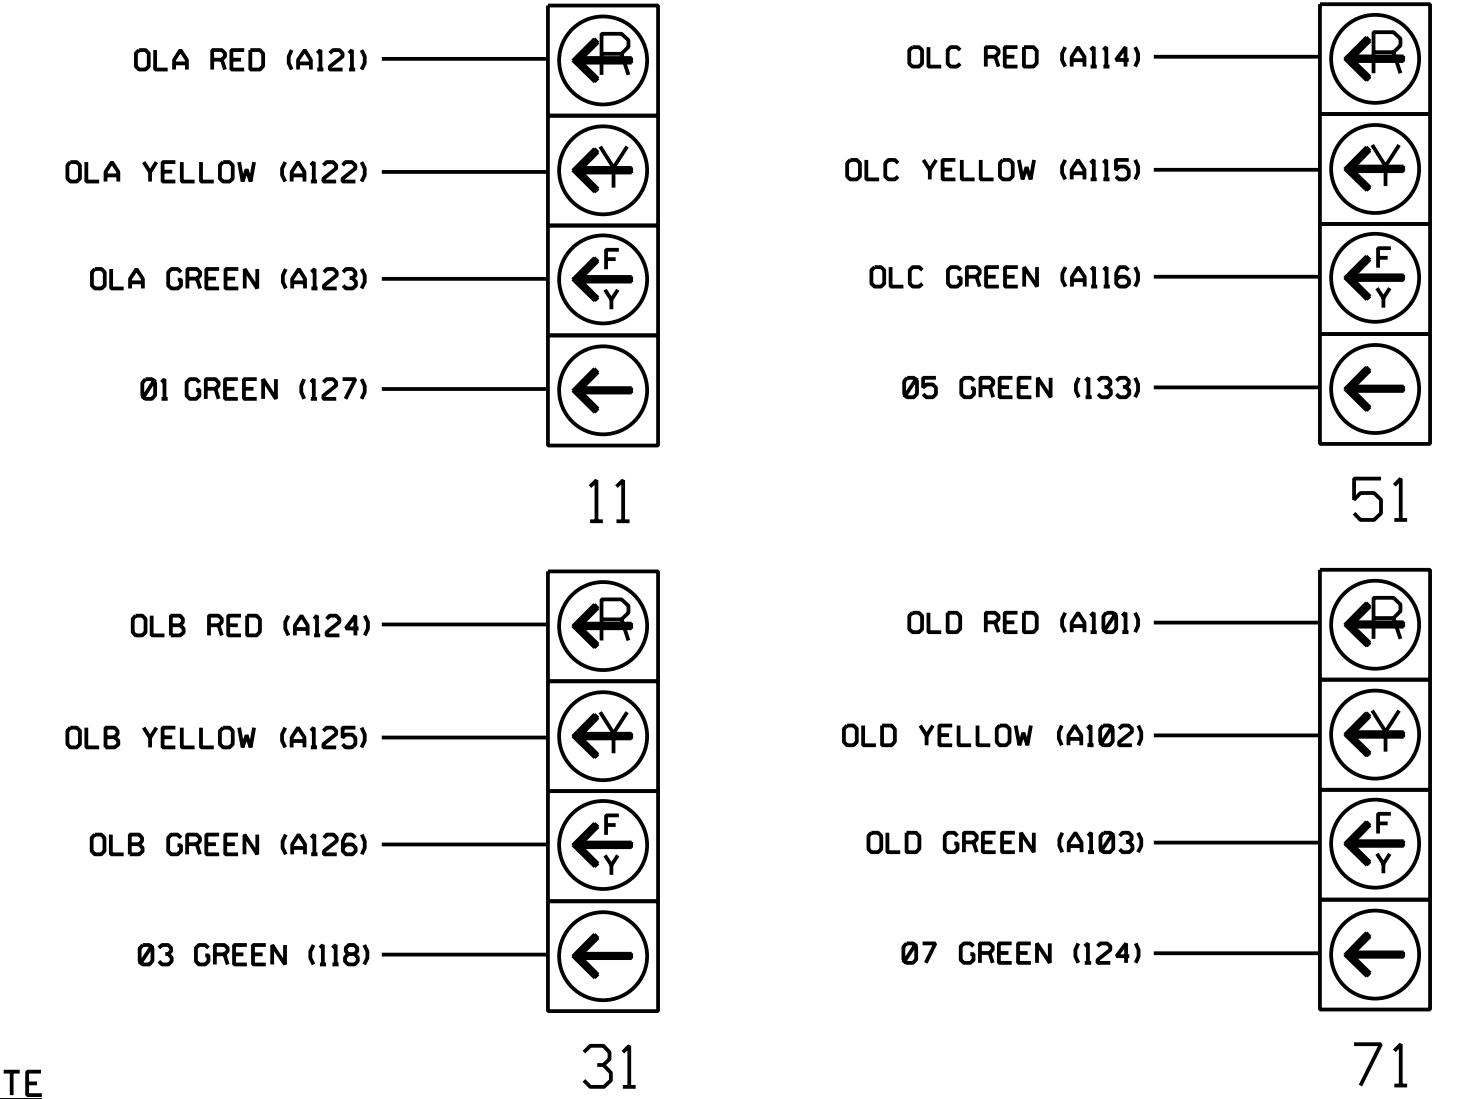 OLA RED (A121)
R
OLA YELLOW (A122)
Y
OLA GREEN (A123)
F
Y
01 GREEN (127)
11
OLC RED (A114)
R
OLC YELLOW (A115)
Y
OLC GREEN (A116)
F
Y
05 GREEN (133)
51
OLB RED (A124)
R
OLB YELLOW (A125)
Y
OLB GREEN (A126)
F
Y
03 GREEN (118)
31
OLD RED (A101)
R
OLD YELLOW (A102)
Y
OLD GREEN (A103)
F
Y
07 GREEN (124)
71
TE